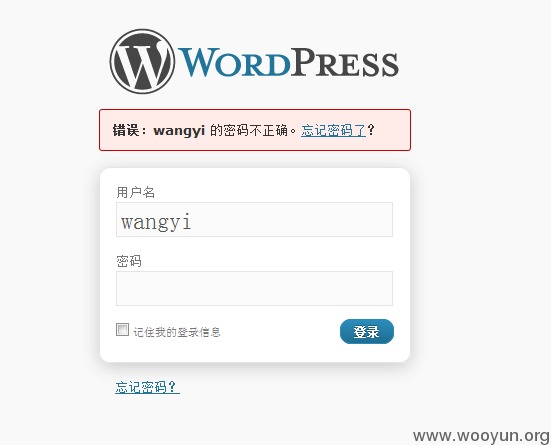 WORDPRESS
错误：wangyi 的密码不正确。忘记密码了？
用户名
wangyi
密码
记住我的登录信息
登录
忘记密码？
www.wooyun.org